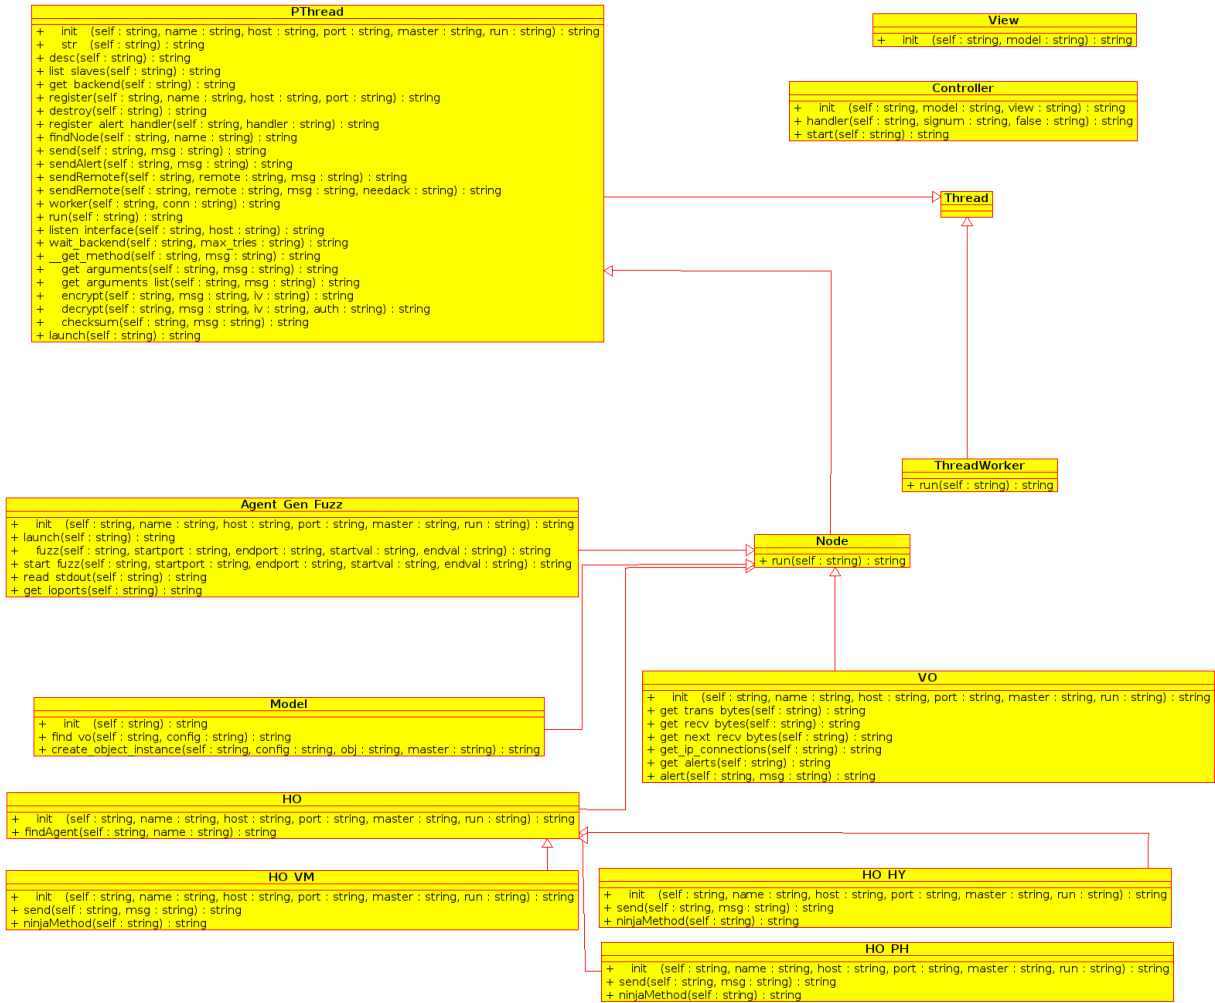 PThread
+ __init__(self : string, name : string, host : string, port : string, master : string, run : string) : string
+ __str__(self : string) : string
+ desc(self : string) : string
+ list_slaves(self : string) : string
+ get_backend(self : string) : string
+ register(self : string, name : string, host : string, port : string) : string
+ destroy(self : string) : string
+ register_alert_handler(self : string, handler : string) : string
+ findNode(self : string, name : string) : string
+ send(self : string, msg : string) : string
+ sendAlert(self : string, msg : string) : string
+ sendRemotef(self : string, remote : string, msg : string) : string
+ sendRemote(self : string, remote : string, msg : string, needack : string) : string
+ worker(self : string, conn : string) : string
+ run(self : string) : string
+ listen_interface(self : string, host : string) : string
+ wait_backend(self : string, max_tries : string) : string
+ __get_method(self : string, msg : string) : string
+ __get_arguments(self : string, msg : string) : string
+ __get_arguments_list(self : string, msg : string) : string
+ __encrypt(self : string, msg : string, iv : string) : string
+ __decrypt(self : string, msg : string, iv : string, auth : string) : string
+ __checksum(self : string, msg : string) : string
+ launch(self : string) : string
View
+ __init__(self : string, model : string) : string
Controller
+ __init__(self : string, model : string, view : string) : string
+ handler(self : string, signum : string, false : string) : string
+ start(self : string) : string
Thread
ThreadWorker
+ run(self : string) : string
Agent_Gen_Fuzz
+ __init__(self : string, name : string, host : string, port : string, master : string, run : string) : string
+ launch(self : string) : string
+ __fuzz(self : string, startport : string, endport : string, startval : string, endval : string) : string
+ start_fuzz(self : string, startport : string, endport : string, startval : string, endval : string) : string
+ read_stdout(self : string) : string
+ get_ioports(self : string) : string
Node
+ run(self : string) : string
VO
+ __init__(self : string, name : string, host : string, port : string, master : string, run : string) : string
+ get_trans_bytes(self : string) : string
+ get_recv_bytes(self : string) : string
+ get_next_recv_bytes(self : string) : string
+ get_ip_connections(self : string) : string
+ get_alerts(self : string) : string
+ alert(self : string, msg : string) : string
Model
+ __init__(self : string) : string
+ find_vo(self : string, config : string) : string
+ create_object_instance(self : string, config : string, obj : string, master : string) : string
HO
+ __init__(self : string, name : string, host : string, port : string, master : string, run : string) : string
+ findAgent(self : string, name : string) : string
HO_VM
+ __init__(self : string, name : string, host : string, port : string, master : string, run : string) : string
+ send(self : string, msg : string) : string
+ ninjaMethod(self : string) : string
HO_HY
+ __init__(self : string, name : string, host : string, port : string, master : string, run : string) : string
+ send(self : string, msg : string) : string
+ ninjaMethod(self : string) : string
HO_PH
+ __init__(self : string, name : string, host : string, port : string, master : string, run : string) : string
+ send(self : string, msg : string) : string
+ ninjaMethod(self : string) : string